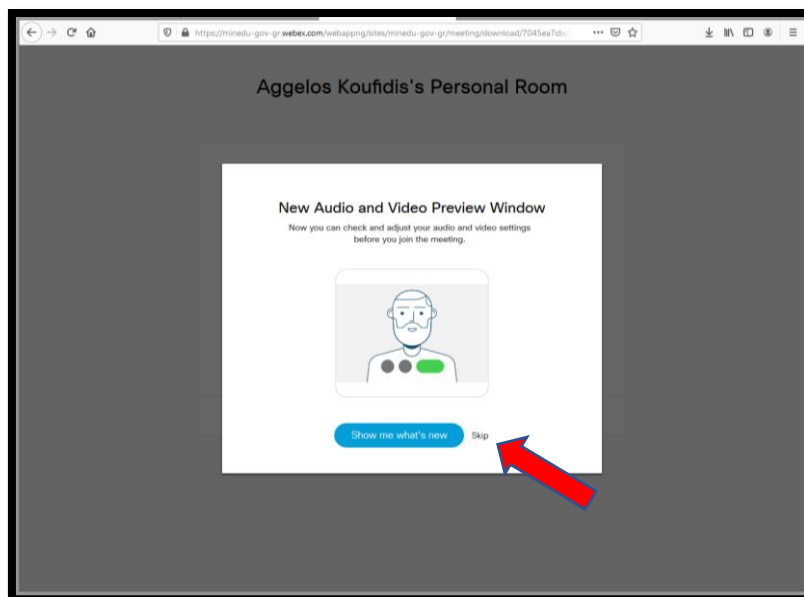 https://minedu-gov-gr.webex.com/webappng/sites/minedu-gov-gr/meeting/download/7045ea7cb
Aggelos Koufidis's Personal Room
New Audio and Video Preview Window
Now you can check and adjust your audio and video settings
before you join the meeting.
Show me what's new
Skip